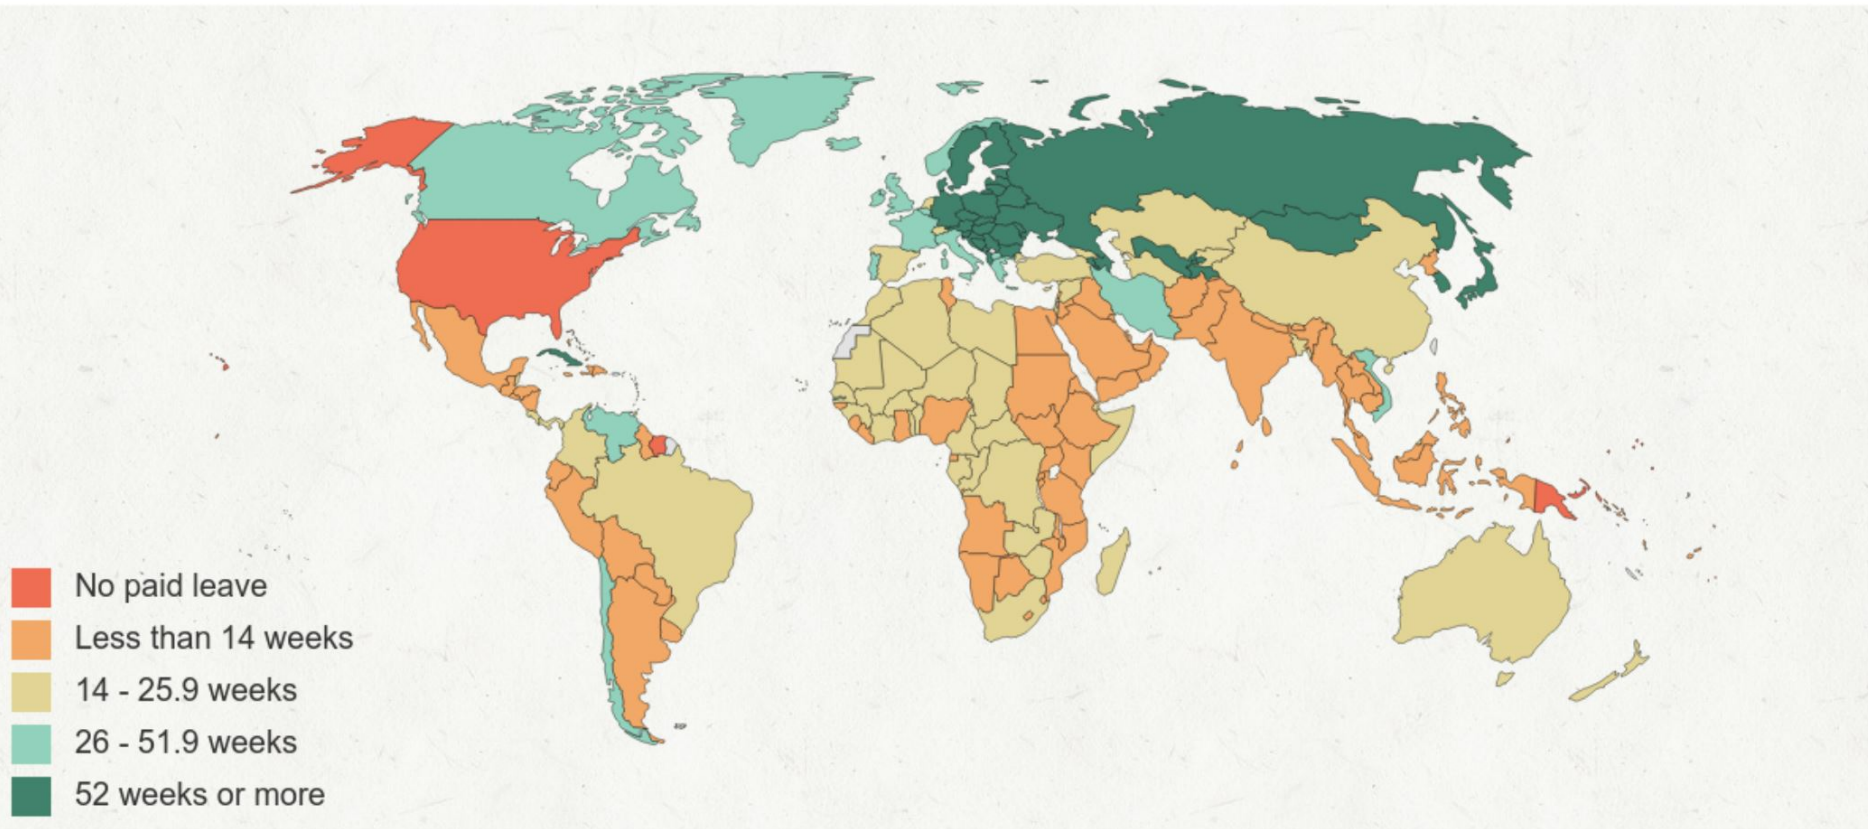 No paid leave
Less than 14 weeks
14 - 25.9 weeks
26 - 51.9 weeks
52 weeks or more